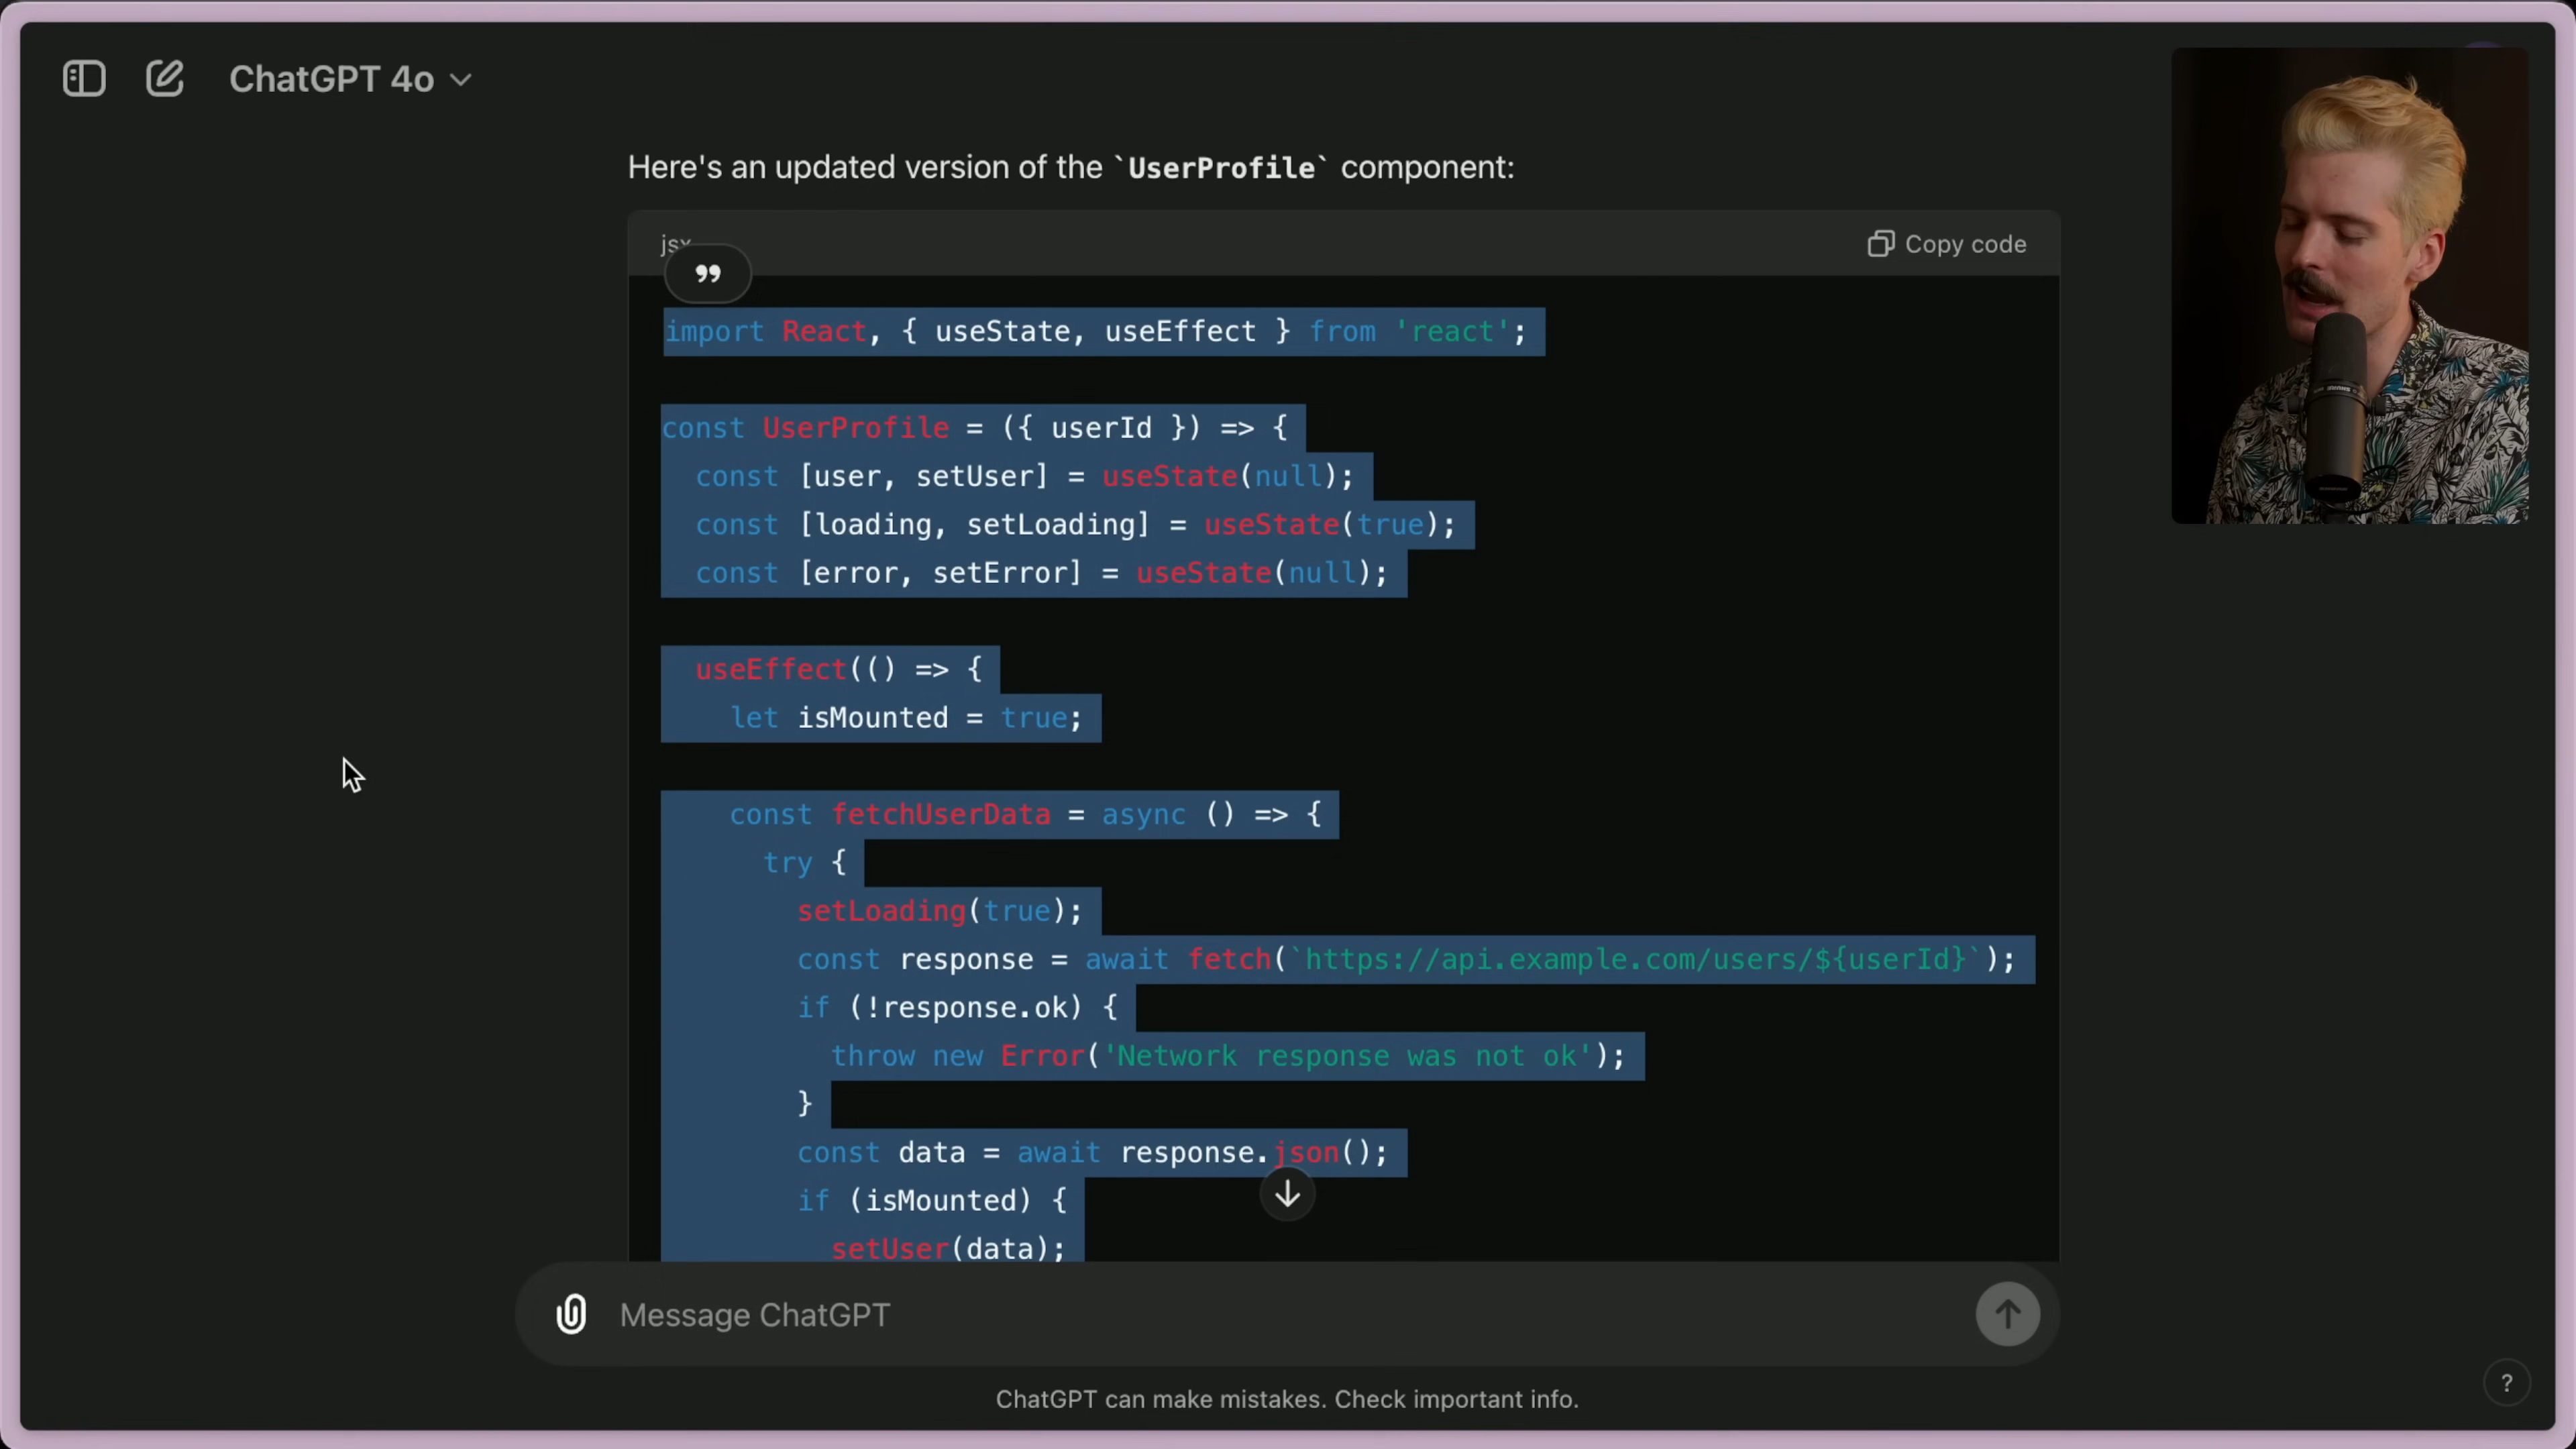 ChatGPT 4o
Here's an updated version of the `UserProfile` component:
jsx
Copy code
import React, { useState, useEffect } from 'react';
const UserProfile = ({ userId }) => {
const [user, setUser] = useState(null);
const [loading, setLoading] = useState(true);
const [error, setError] = useState(null);
useEffect(() => {
let isMounted = true;
const fetchUserData = async () => {
try {
setLoading(true);
const response = await fetch(`https://api.example.com/users/${userId}`);
if (!response.ok) {
throw new Error('Network response was not ok');
}
const data = await response.json();
if (isMounted) {
setUser(data);
Message ChatGPT
ChatGPT can make mistakes. Check important info.
?